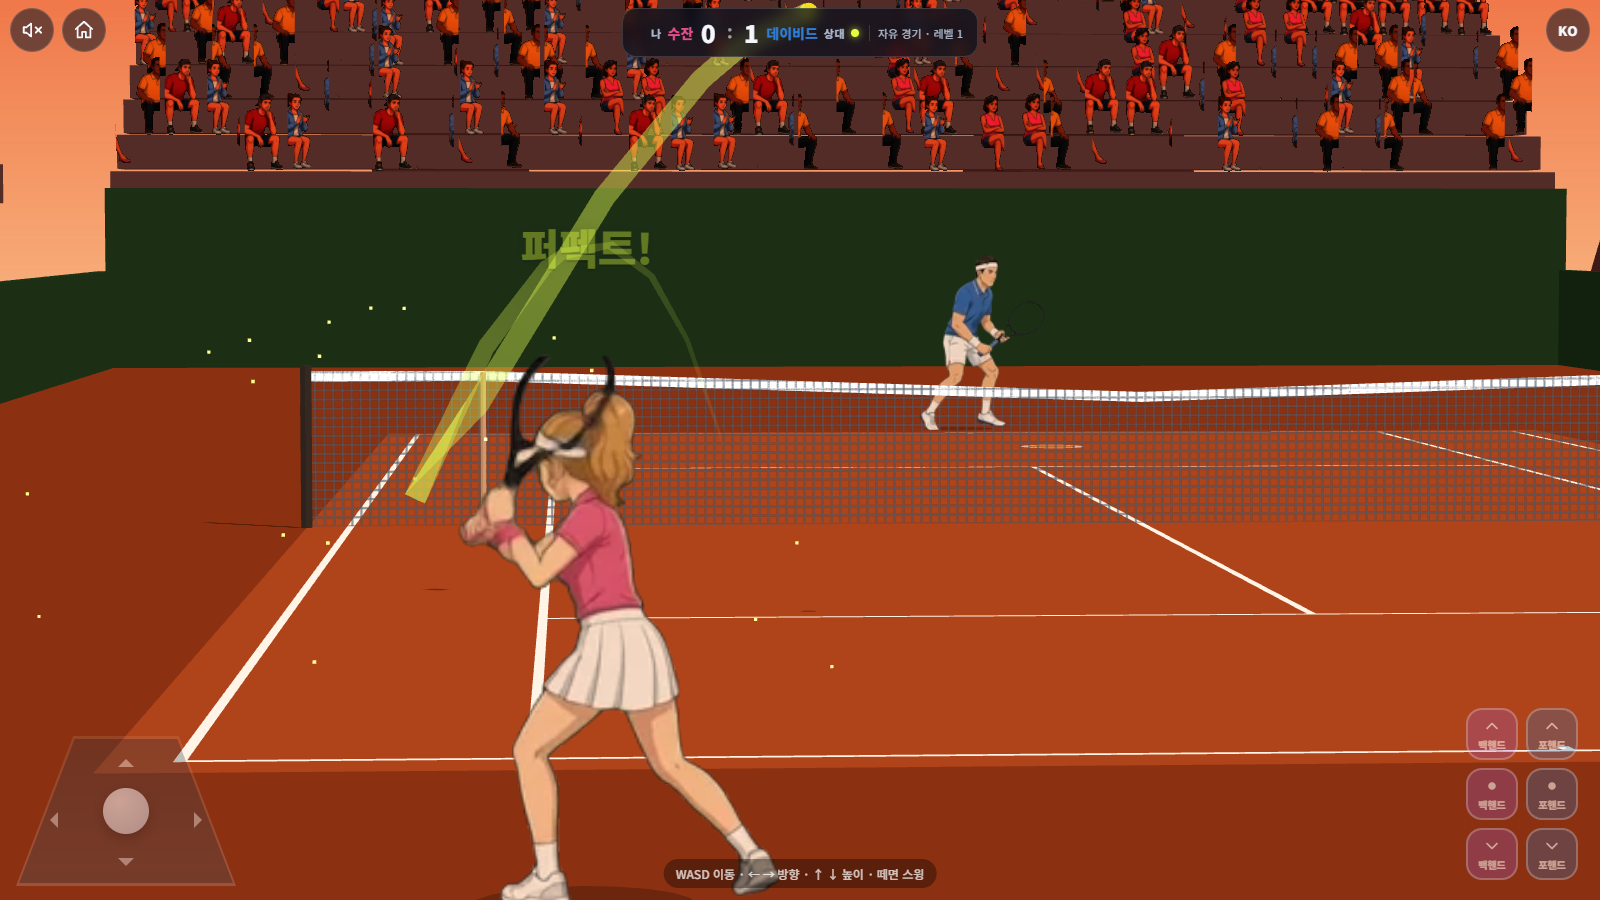 나 수잔 0 : 1 데이비드 상대 자유 경기 · 레벨 1
KO
퍼펙트!
백핸드 포핸드
백핸드 포핸드
백핸드 포핸드
WASD 이동 · ←→ 방향 · ↑ ↓ 높이 · 떼면 스윙